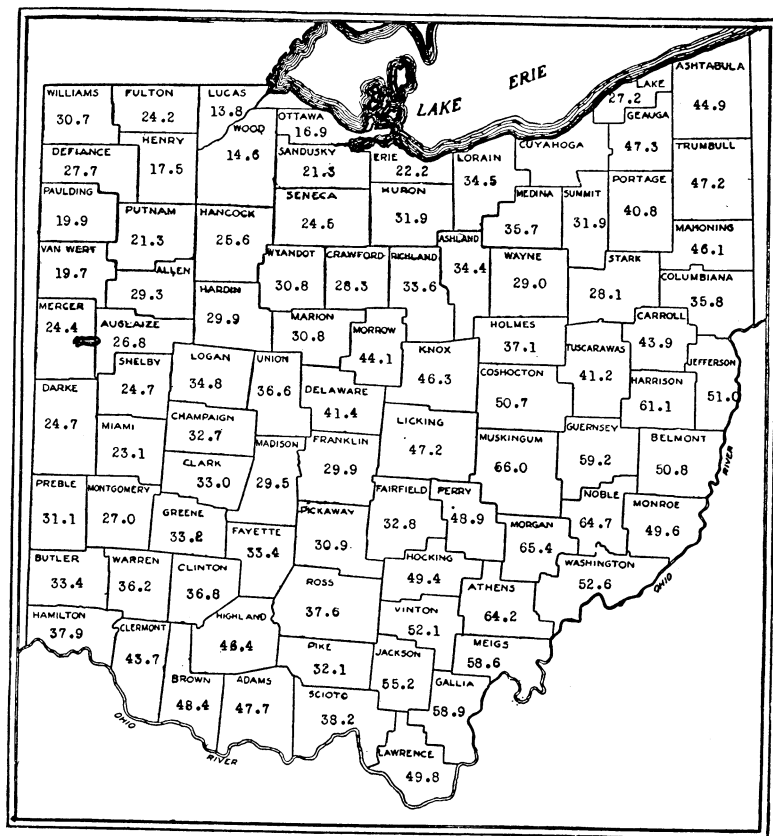 LAKE ERIE
ASHTABULA
44.9
LAKE
27.2
GEAUGA
47.3
WILLIAMS
30.7
FULTON
24.2
LUCAS
13.8
WOOD
14.6
OTTAWA
16.9
HENRY
17.5
DEFIANCE
27.7
SANDUSKY
21.3
ERIE
22.2
LORAIN
34.5
CUYAHOGA
TRUMBULL
47.2
PORTAGE
40.8
PAULDING
19.9
PUTNAM
21.3
HANCOCK
25.6
SENECA
24.5
HURON
31.9
MEDINA
35.7
SUMMIT
31.9
MAHONING
46.1
VAN WERT
19.7
ALLEN
29.3
WYANDOT
30.8
CRAWFORD
28.3
RICHLAND
33.6
ASHLAND
34.4
WAYNE
29.0
STARK
28.1
COLUMBIANA
35.8
MERCER
24.4
AUGLAIZE
26.8
HARDIN
29.9
MARION
30.8
MORROW
44.1
HOLMES
37.1
CARROLL
43.9
TUSCARAWAS
41.2
JEFFERSON
51.0
SHELBY
24.7
LOGAN
34.8
UNION
36.6
KNOX
46.3
COSHOCTON
50.7
HARRISON
61.1
DARKE
24.7
DELAWARE
41.4
CHAMPAIGN
32.7
MIAMI
23.1
LICKING
47.2
MUSKINGUM
GUERNSEY
59.2
BELMONT
50.8
CLARK
33.0
MADISON
29.5
FRANKLIN
29.9
PREBLE
31.1
MONTGOMERY
27.0
GREENE
FAYETTE
33.4
PICKAWAY
30.9
FAIRFIELD
32.8
PERRY
48.9
MORGAN
65.4
NOBLE
64.7
MONROE
49.6
BUTLER
33.4
WARREN
36.2
CLINTON
36.8
ROSS
37.6
HOCKING
49.4
ATHENS
64.2
WASHINGTON
52.6
OHIO RIVER
HAMILTON
37.9
CLERMONT
43.7
HIGHLAND
46.4
PIKE
32.1
VINTON
52.1
JACKSON
55.2
MEIGS
58.6
GALLIA
58.9
BROWN
48.4
ADAMS
47.7
SCIOTO
38.2
LAWRENCE
49.8
OHIO RIVER